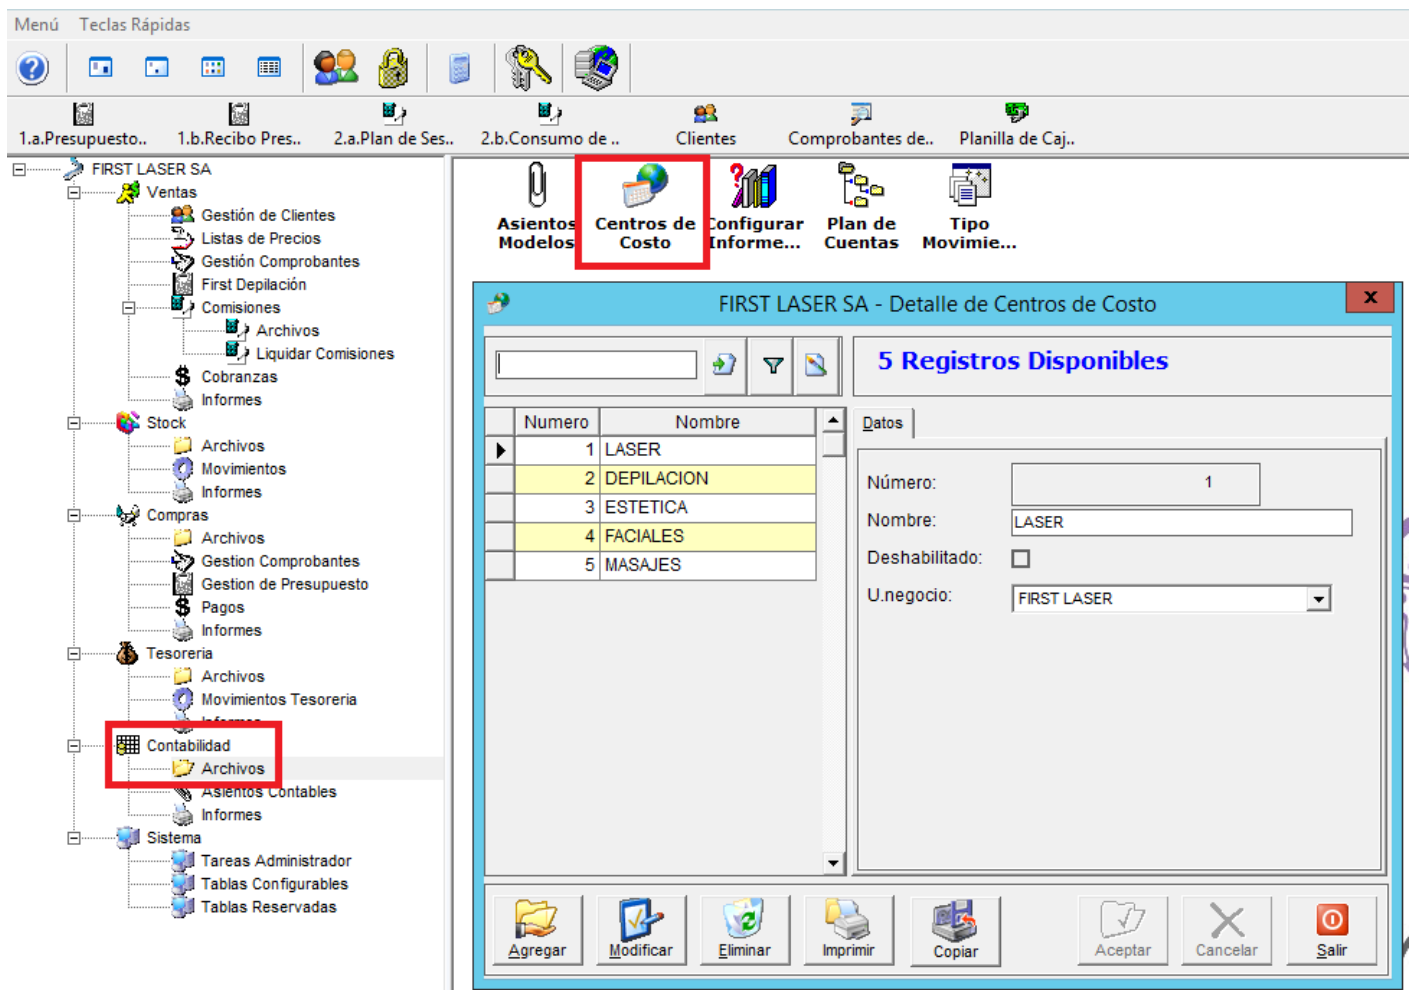 Menú Teclas Rápidas
1.a.Presupuesto.. 1.b.Recibo Pres.. 2.a.Plan de Ses.. 2.b.Consumo de .. Clientes Comprobantes de.. Planilla de Caj..
FIRST LASER SA
Ventas
Gestión de Clientes
Listas de Precios
Gestión Comprobantes
First Depilación
Comisiones
Archivos
Liquidar Comisiones
Cobranzas
Informes
Stock
Archivos
Movimientos
Informes
Compras
Archivos
Gestion Comprobantes
Gestion de Presupuesto
Pagos
Informes
Tesoreria
Archivos
Movimientos Tesoreria
Informes
Contabilidad
Archivos
Asientos Contables
Informes
Sistema
Tareas Administrador
Tablas Configurables
Tablas Reservadas
Asientos Centros de Configurar Plan de Tipo
Modelos Costo Informe... Cuentas Movimie...
FIRST LASER SA - Detalle de Centros de Costo
x
5 Registros Disponibles
Numero Nombre
1 LASER
2 DEPILACION
3 ESTETICA
4 FACIALES
5 MASAJES
Datos
Número: 1
Nombre: LASER
Deshabilitado:
U.negocio: FIRST LASER
Agregar Modificar Eliminar Imprimir Copiar Aceptar Cancelar Salir